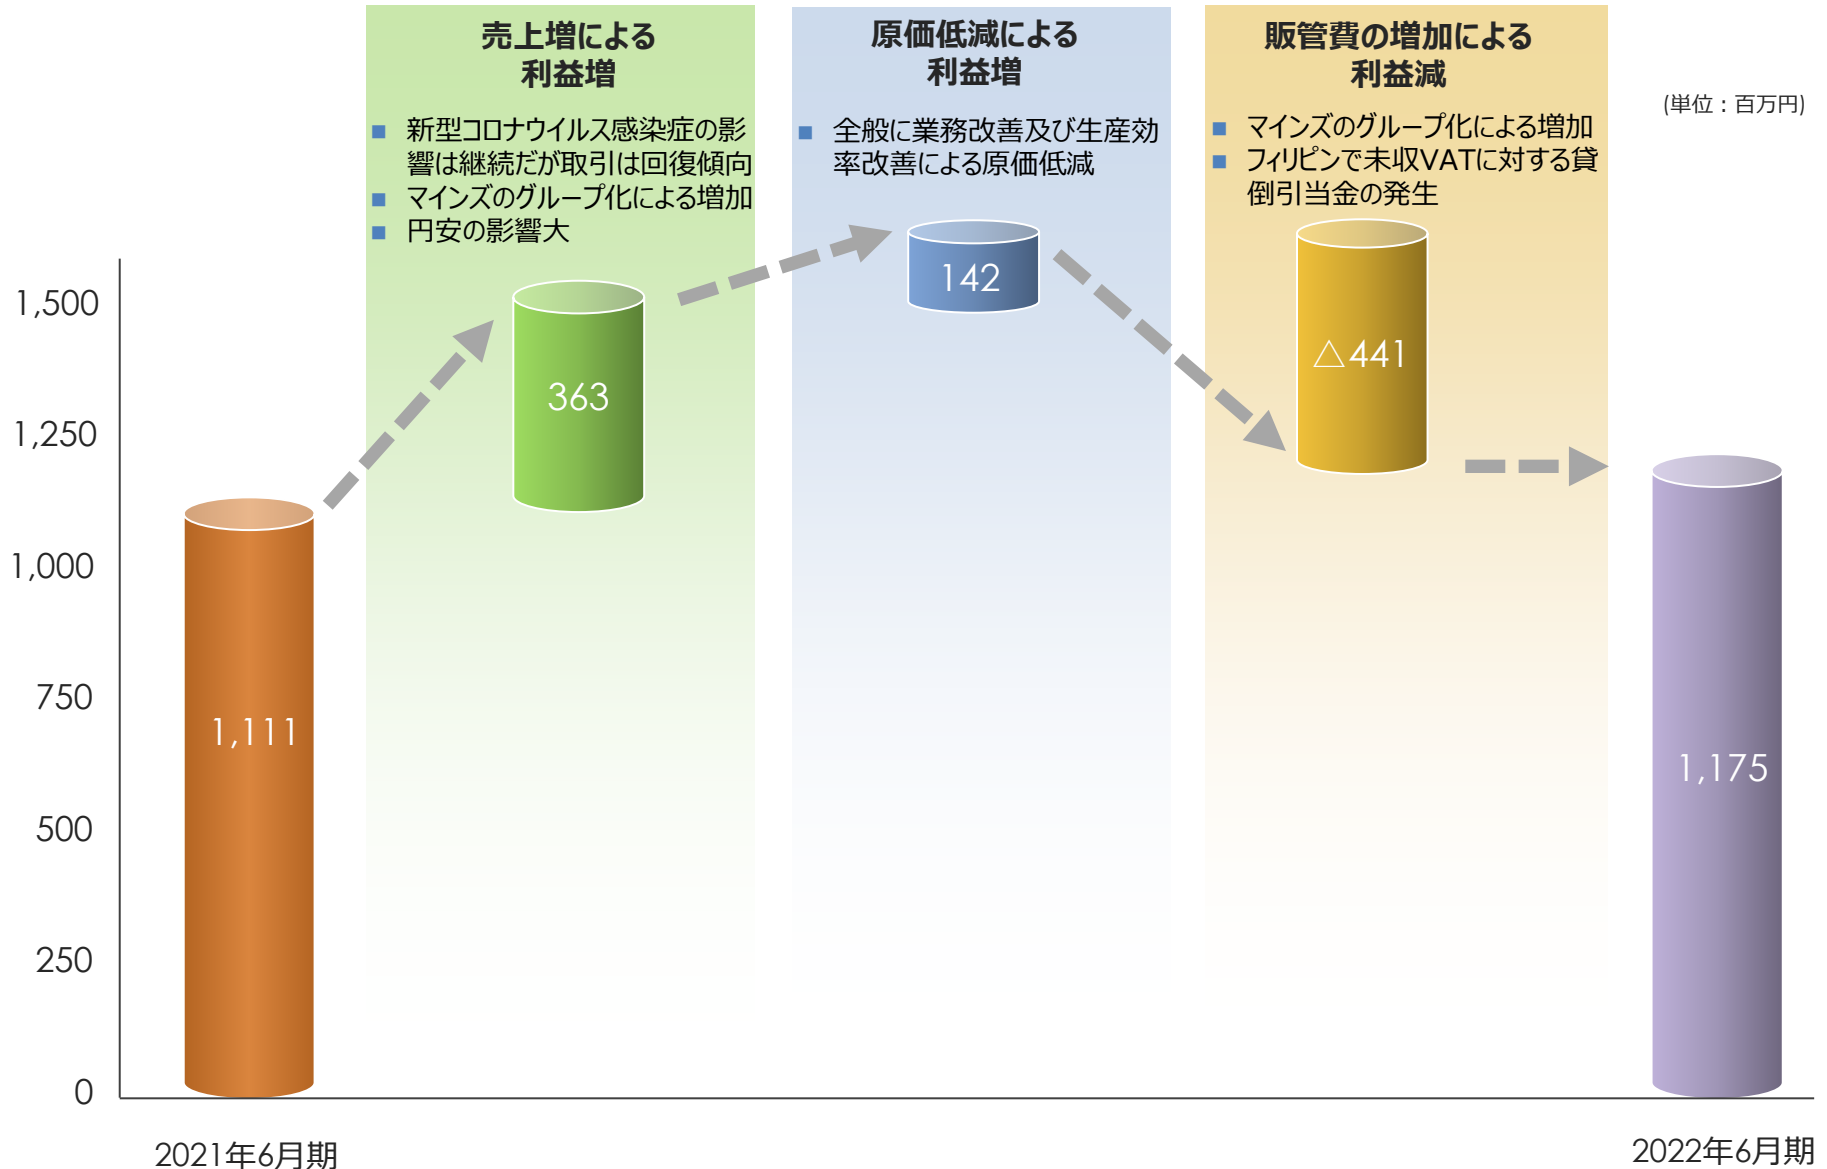 売上増による
利益増
■ 新型コロナウイルス感染症の影
響は継続だが取引は回復傾向
■ マインズのグループ化による増加
■ 円安の影響大
原価低減による
利益増
■ 全般に業務改善及び生産効
率改善による原価低減
販管費の増加による
利益減
■ マインズのグループ化による増加
■ フィリピンで未収VATに対する貸
倒引当金の発生
(単位：百万円)
1,500
1,250
1,000
750
500
250
0
1,111
363
142
△441
1,175
2021年6月期
2022年6月期